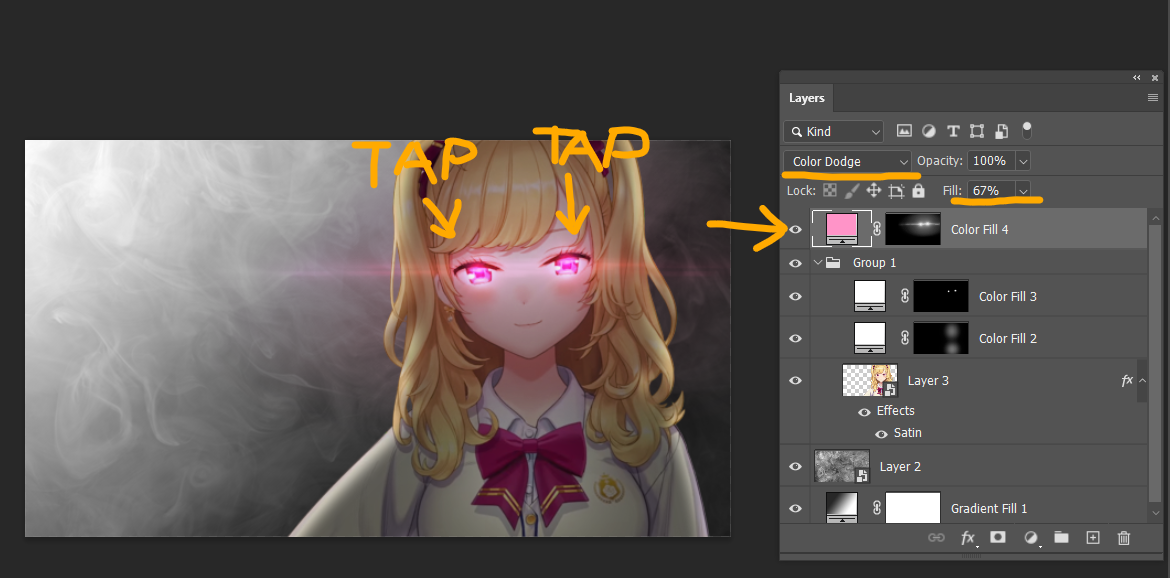 TAP TAP
Layers
Kind
Color Dodge Opacity: 100%
Lock: Fill: 67%
Color Fill 4
Group 1
Color Fill 3
Color Fill 2
Layer 3 fx
Effects
Satin
Layer 2
Gradient Fill 1
fx